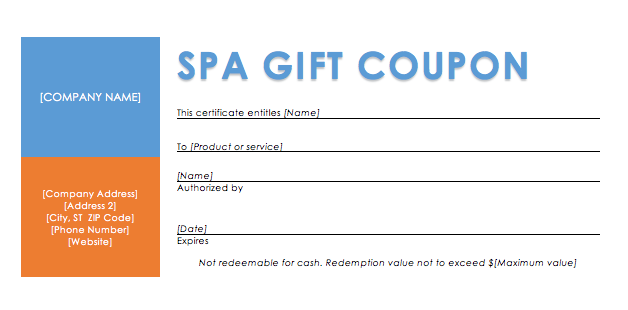 [COMPANY NAME]
[Company Address]
[Address 2]
[City, ST  ZIP Code]
[Phone Number]
[Website]
SPA GIFT COUPON
This certificate entitles [Name]
To [Product or service]
[Name]
Authorized by
[Date]
Expires
Not redeemable for cash. Redemption value not to exceed $[Maximum value]